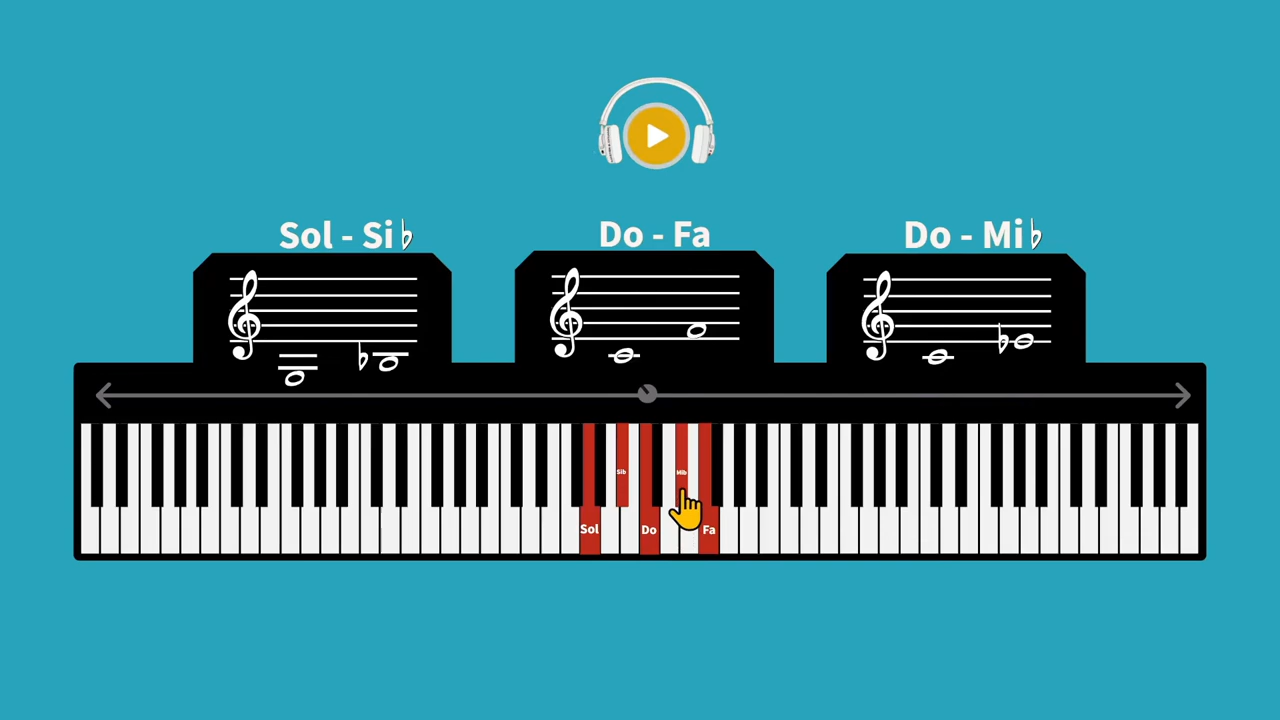 Sol - Si♭
Do - Fa
Do - Mi♭
Sib
Mib
Sol
Do
Fa